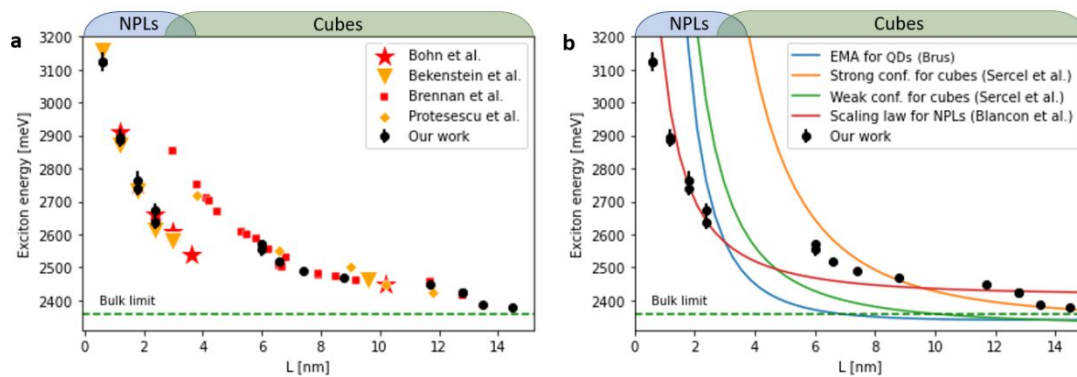 NPLs Cubes
a
3200
3100
3000
2900
2800
2700
2600
2500
2400
Exciton energy [meV]
Bohn et al.
Bekenstein et al.
Brennan et al.
Protesescu et al.
Our work
Bulk limit
0 2 4 6 8 10 12 14
L [nm]
NPLs Cubes
b
3200
3100
3000
2900
2800
2700
2600
2500
2400
Exciton energy [meV]
EMA for QDs (Brus)
Strong conf. for cubes (Sercel et al.)
Weak conf. for cubes (Sercel et al.)
Scaling law for NPLs (Blancon et al.)
Our work
Bulk limit
0 2 4 6 8 10 12 14
L [nm]